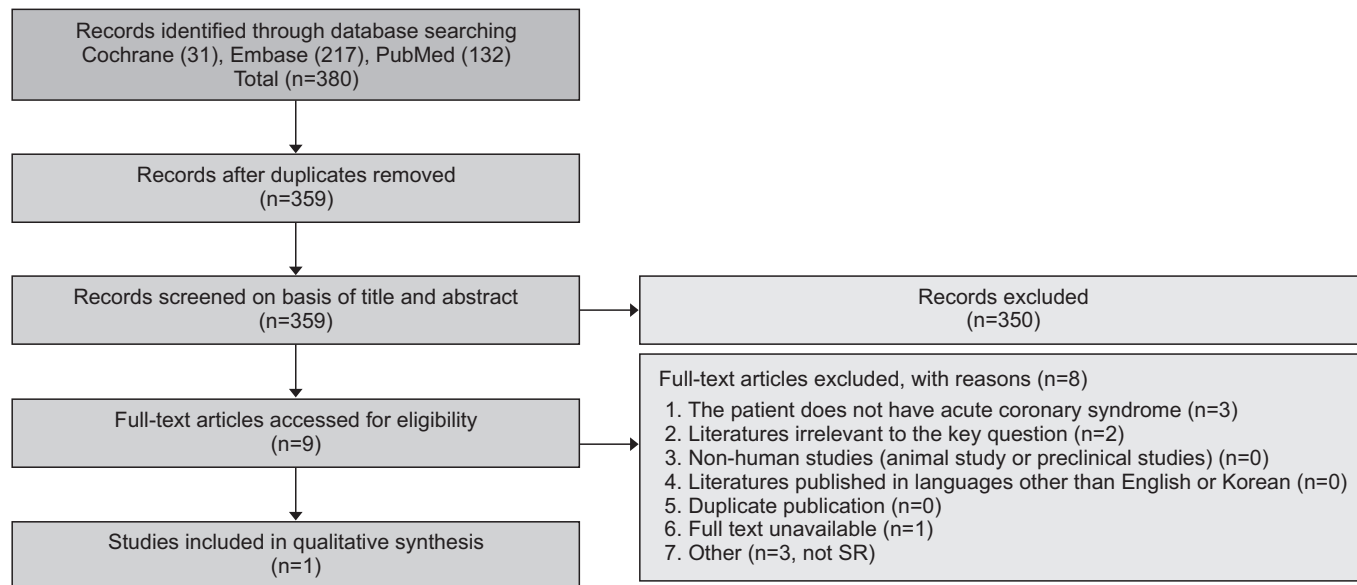 Records identified through database searching
Cochrane (31), Embase (217), PubMed (132)
Total (n=380)
Records after duplicates removed
(n=359)
Records screened on basis of title and abstract
(n=359)
Records excluded
(n=350)
Full-text articles accessed for eligibility
(n=9)
Full-text articles excluded, with reasons (n=8)
1. The patient does not have acute coronary syndrome (n=3)
2. Literatures irrelevant to the key question (n=2)
3. Non-human studies (animal study or preclinical studies) (n=0)
4. Literatures published in languages other than English or Korean (n=0)
5. Duplicate publication (n=0)
6. Full text unavailable (n=1)
7. Other (n=3, not SR)
Studies included in qualitative synthesis
(n=1)